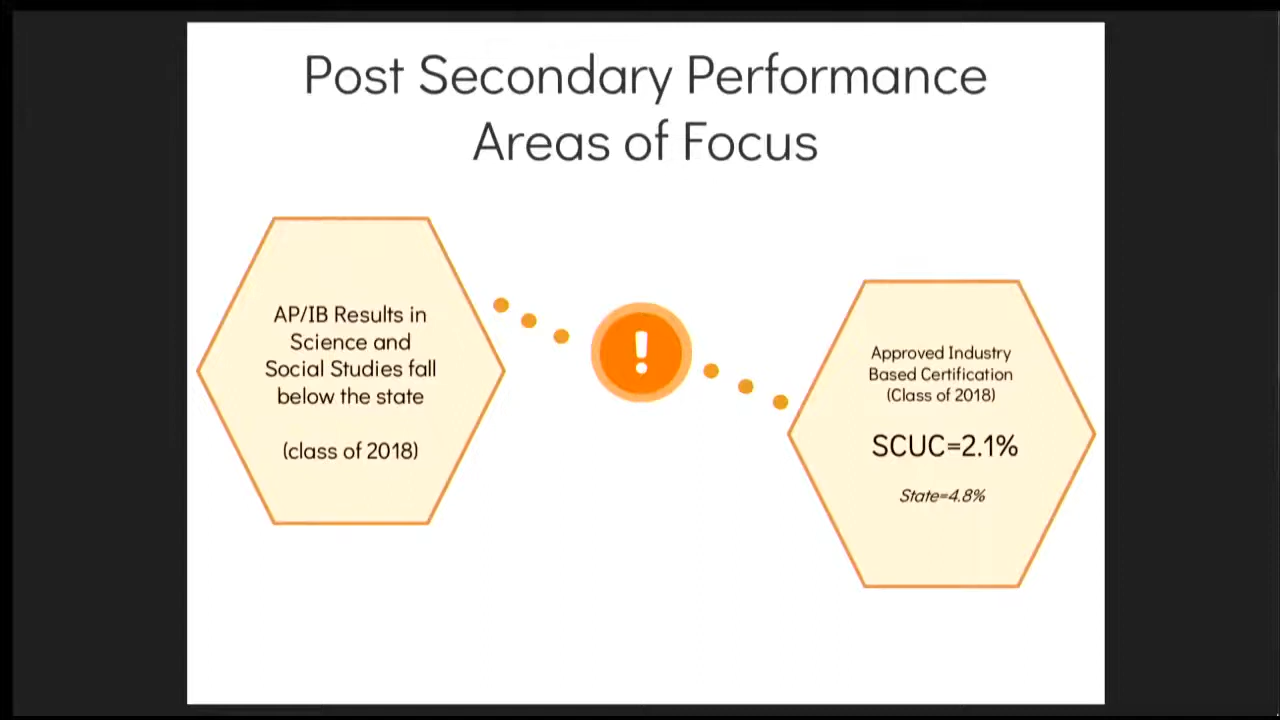 Post Secondary Performance
Areas of Focus
AP/IB Results in
Science and
Social Studies fall
below the state
(class of 2018)
!
Approved Industry
Based Certification
(Class of 2018)
SCUC=2.1%
State=4.8%